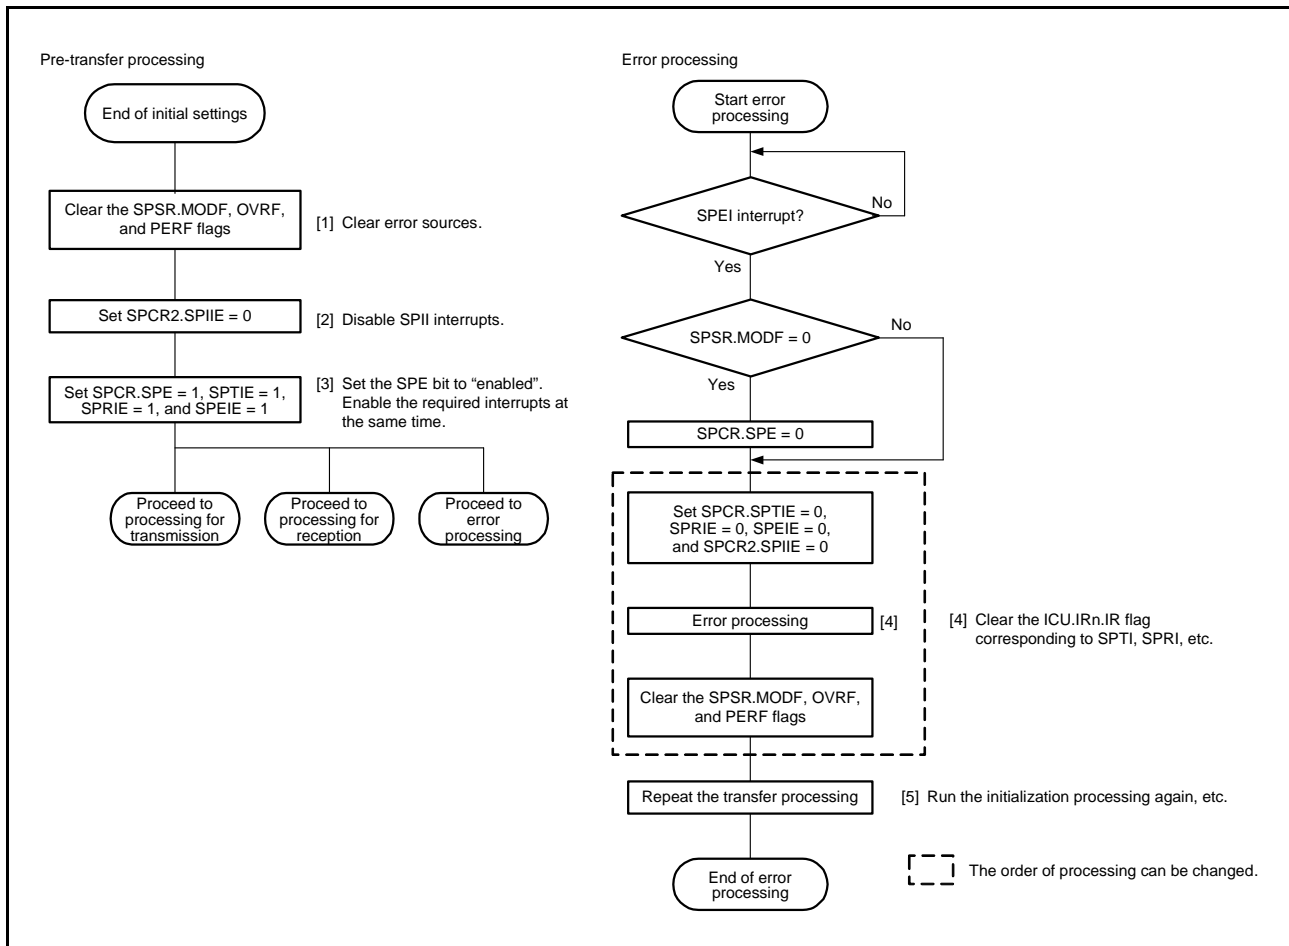 Pre-transfer processing
End of initial settings
Clear the SPSR.MODF, OVRF,
and PERF flags
[1] Clear error sources.
Set SPCR2.SPIIE = 0
[2] Disable SPII interrupts.
Set SPCR.SPE = 1, SPTIE = 1,
SPRIE = 1, and SPEIE = 1
[3] Set the SPE bit to “enabled”.
Enable the required interrupts at
the same time.
Proceed to
processing for
transmission
Proceed to
processing for
reception
Proceed to
error
processing
Error processing
Start error
processing
SPEI interrupt?
No
Yes
SPSR.MODF = 0
No
Yes
SPCR.SPE = 0
Set SPCR.SPTIE = 0,
SPRIE = 0, SPEIE = 0,
and SPCR2.SPIIE = 0
Error processing
[4]
[4] Clear the ICU.IRn.IR flag
corresponding to SPTI, SPRI, etc.
Clear the SPSR.MODF, OVRF,
and PERF flags
Repeat the transfer processing
[5] Run the initialization processing again, etc.
End of error
processing
The order of processing can be changed.